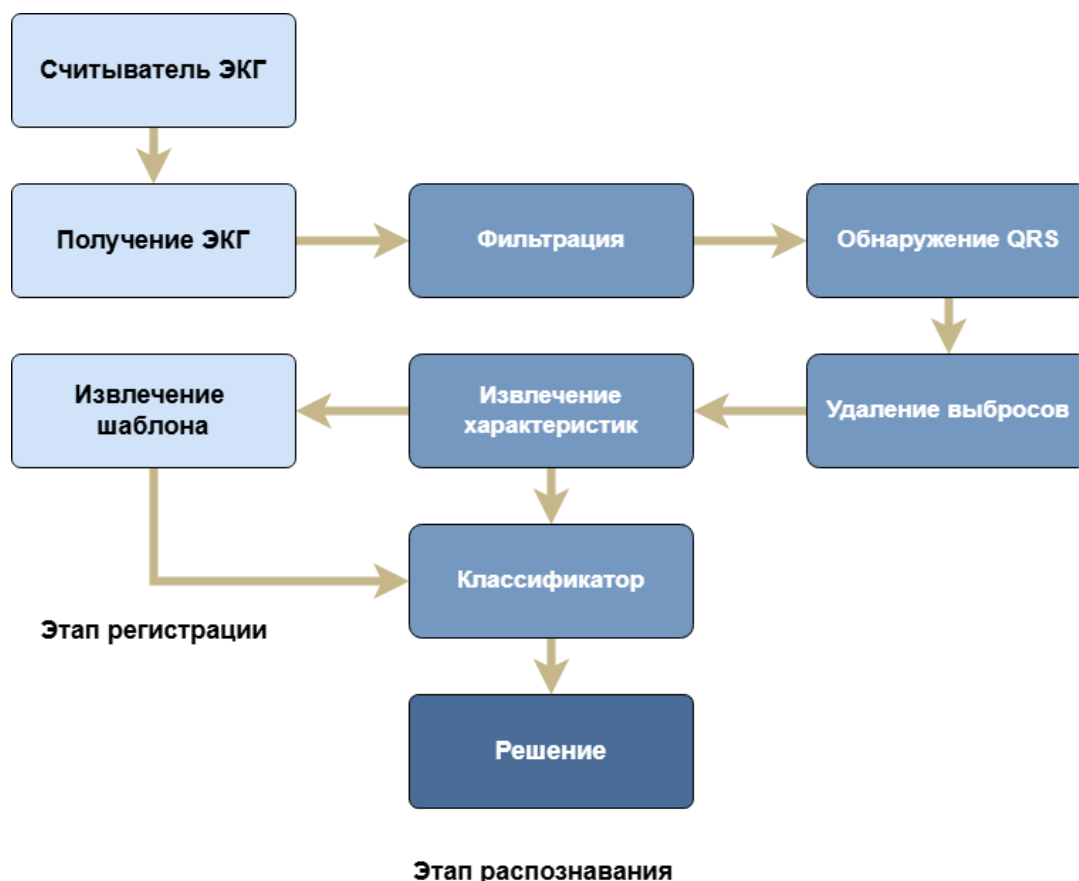 Считыватель ЭКГ
Получение ЭКГ
Фильтрация
Обнаружение QRS
Извлечение
шаблона
Извлечение
характеристик
Удаление выбросов
Классификатор
Этап регистрации
Решение
Этап распознавания